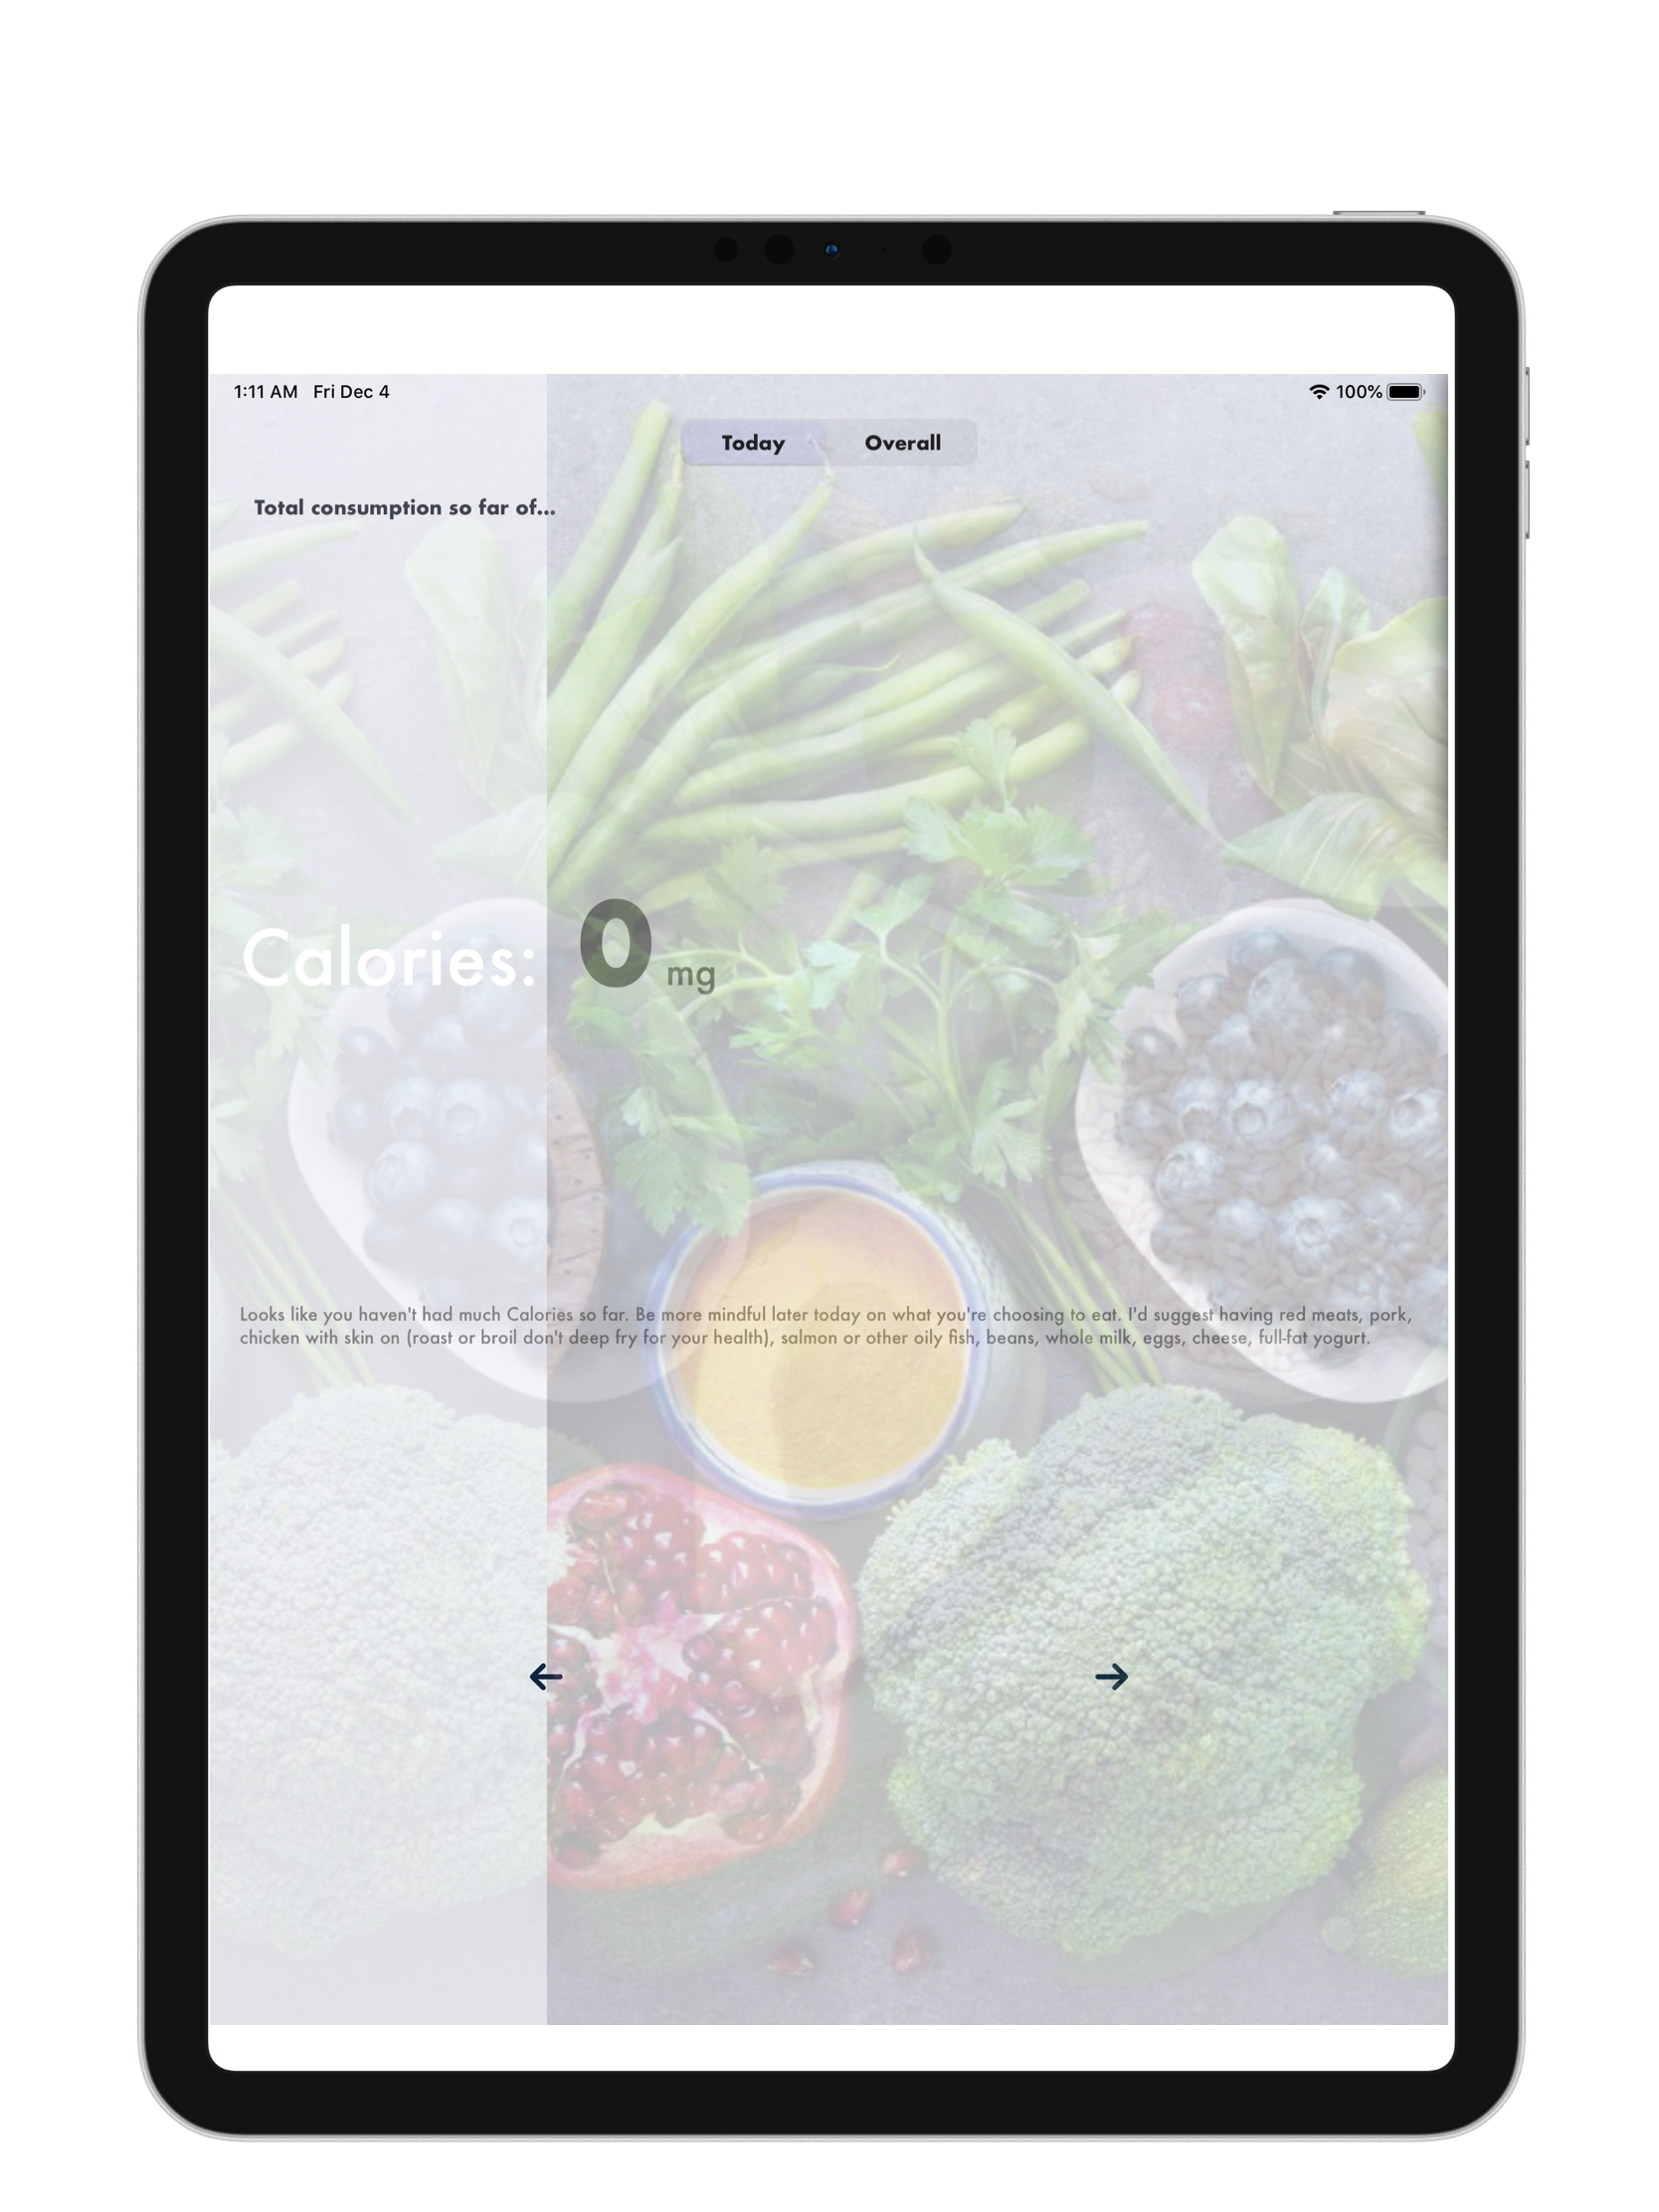 1:11 AM Fri Dec 4 100%
Today Overall
Total consumption so far of...
Calories: 0 mg
Looks like you haven't had much Calories so far. Be more mindful later today on what you're choosing to eat. I'd suggest having red meats, pork,
chicken with skin on (roast or broil don't deep fry for your health), salmon or other oily fish, beans, whole milk, eggs, cheese, full-fat yogurt.